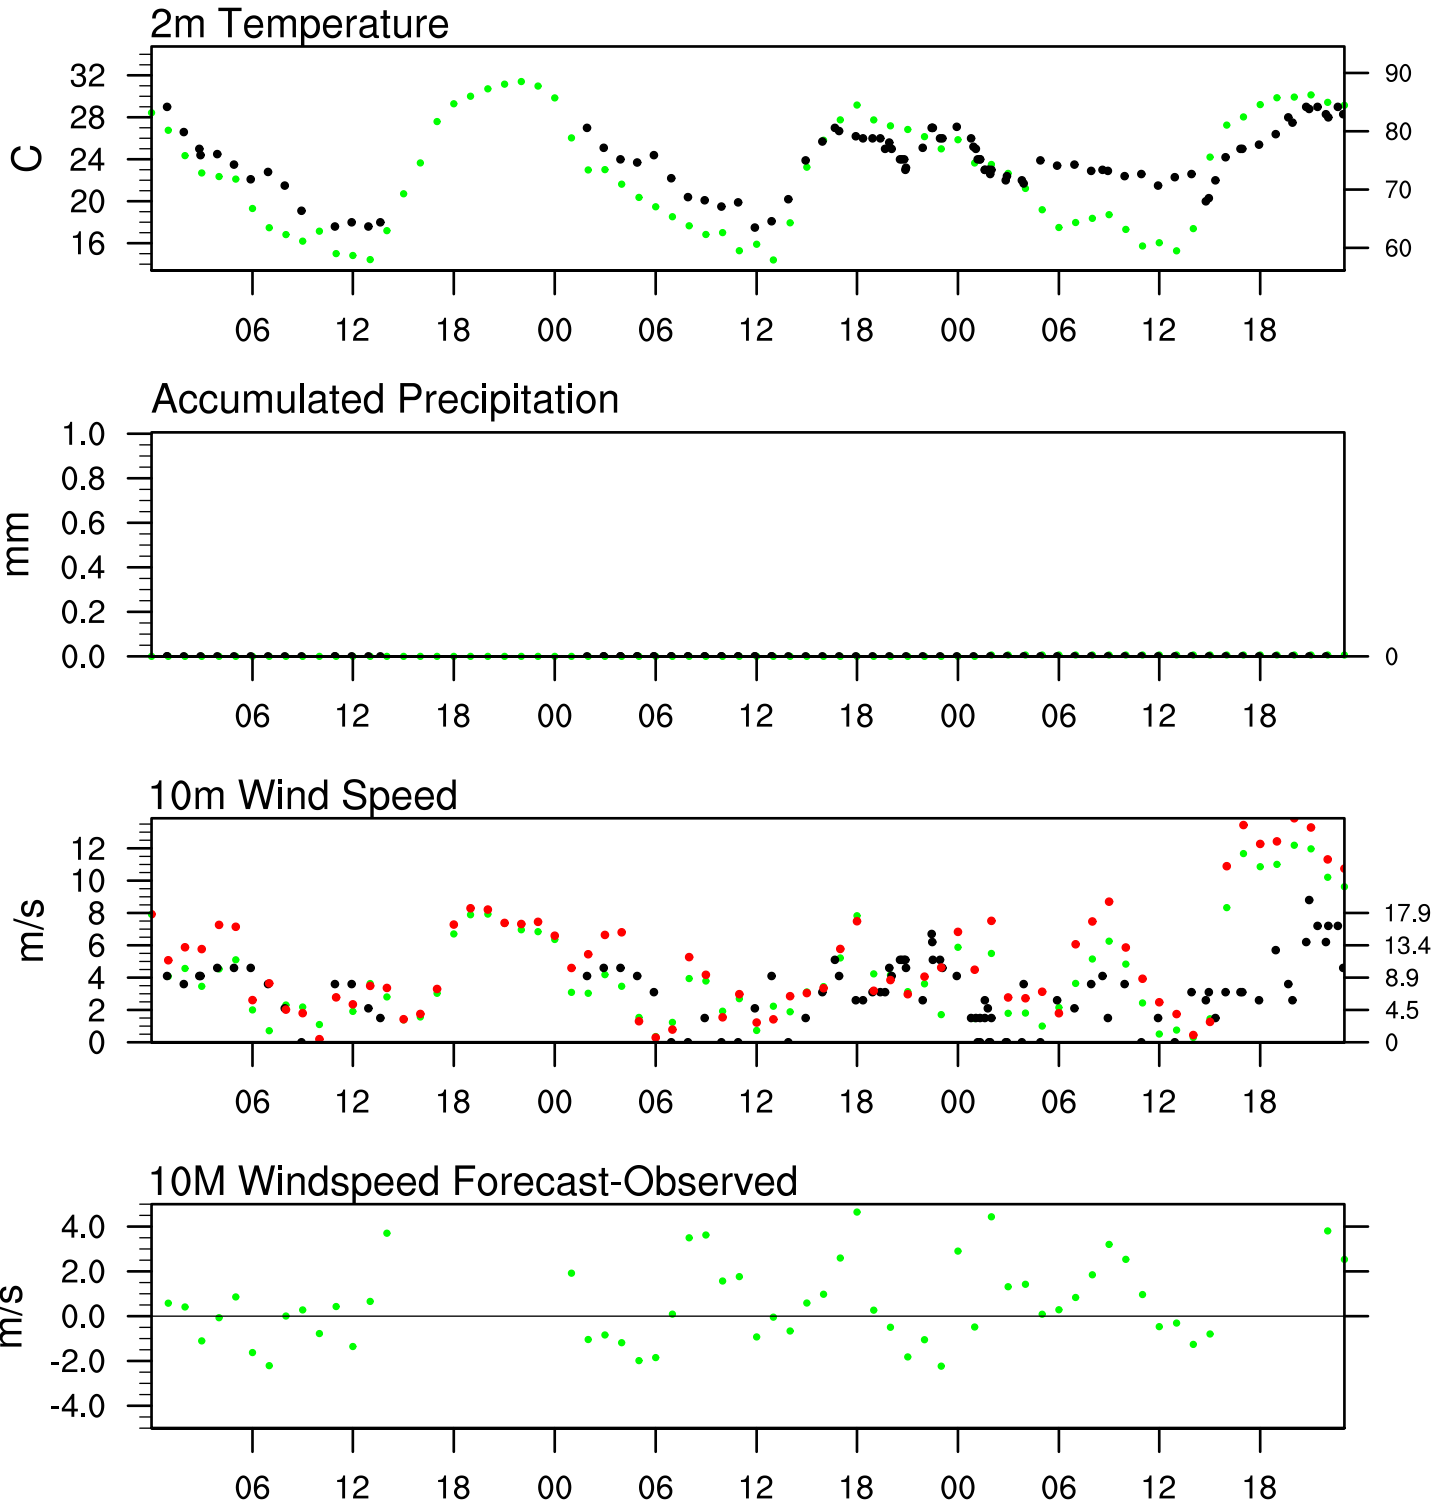 2m Temperature
C
32
28
24
20
16
90
80
70
60
06 12 18 00 06 12 18 00 06 12 18
Accumulated Precipitation
mm
1.0
0.8
0.6
0.4
0.2
0.0
0
06 12 18 00 06 12 18 00 06 12 18
10m Wind Speed
m/s
12
10
8
6
4
2
0
17.9
13.4
8.9
4.5
0
06 12 18 00 06 12 18 00 06 12 18
10M Windspeed Forecast-Observed
m/s
4.0
2.0
0.0
-2.0
-4.0
06 12 18 00 06 12 18 00 06 12 18